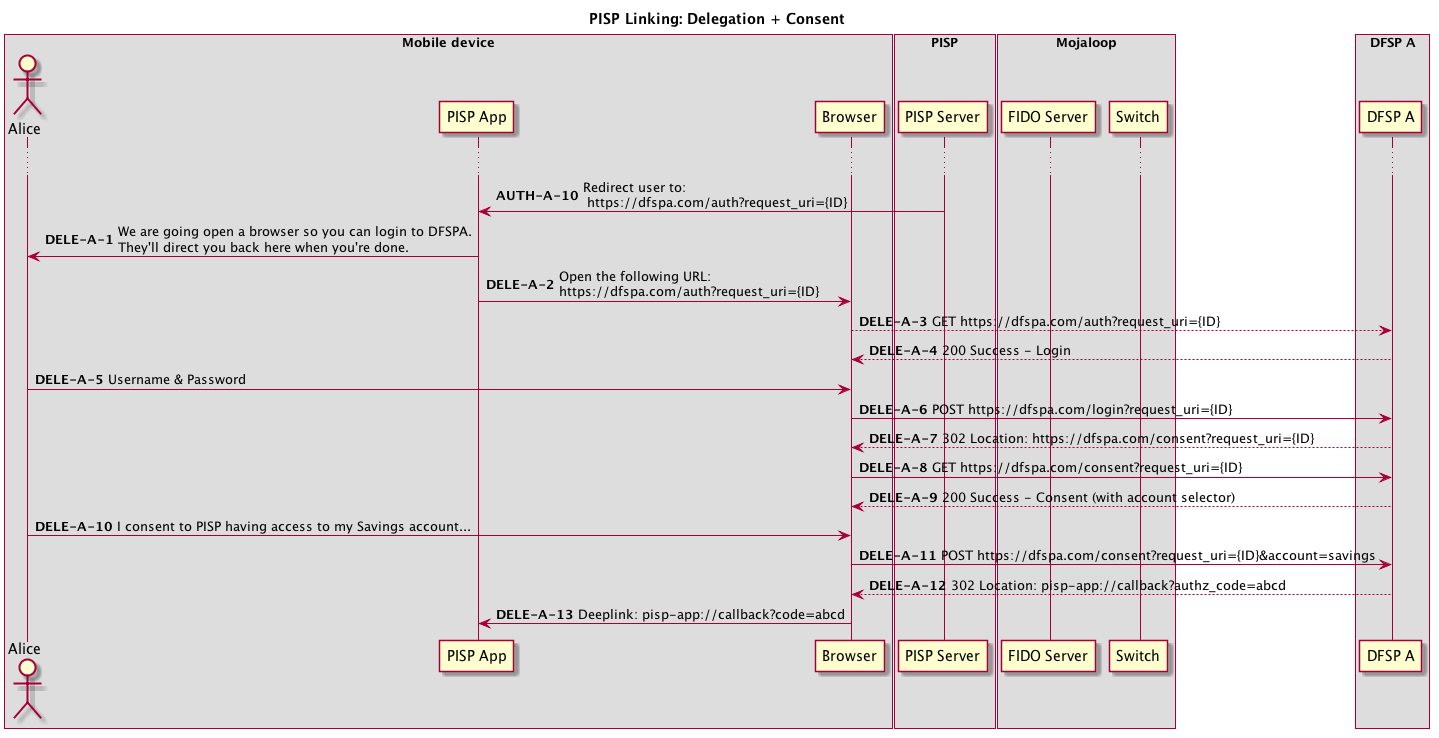 PISP Linking: Delegation + Consent
Mobile device
PISP
Mojaloop
DFSP A
Alice
PISP App
Browser
PISP Server
FIDO Server
Switch
DFSP A
AUTH-A-10 Redirect user to:
https://dfspa.com/auth?request_uri={ID}
DELE-A-1 We are going open a browser so you can login to DFSPA.
They'll direct you back here when you're done.
DELE-A-2 Open the following URL:
https://dfspa.com/auth?request_uri={ID}
DELE-A-3 GET https://dfspa.com/auth?request_uri={ID}
DELE-A-4 200 Success - Login
DELE-A-5 Username & Password
DELE-A-6 POST https://dfspa.com/login?request_uri={ID}
DELE-A-7 302 Location: https://dfspa.com/consent?request_uri={ID}
DELE-A-8 GET https://dfspa.com/consent?request_uri={ID}
DELE-A-9 200 Success - Consent (with account selector)
DELE-A-10 I consent to PISP having access to my Savings account...
DELE-A-11 POST https://dfspa.com/consent?request_uri={ID}&account=savings
DELE-A-12 302 Location: pisp-app://callback?authz_code=abcd
DELE-A-13 Deeplink: pisp-app://callback?code=abcd
Alice
PISP App
Browser
PISP Server
FIDO Server
Switch
DFSP A